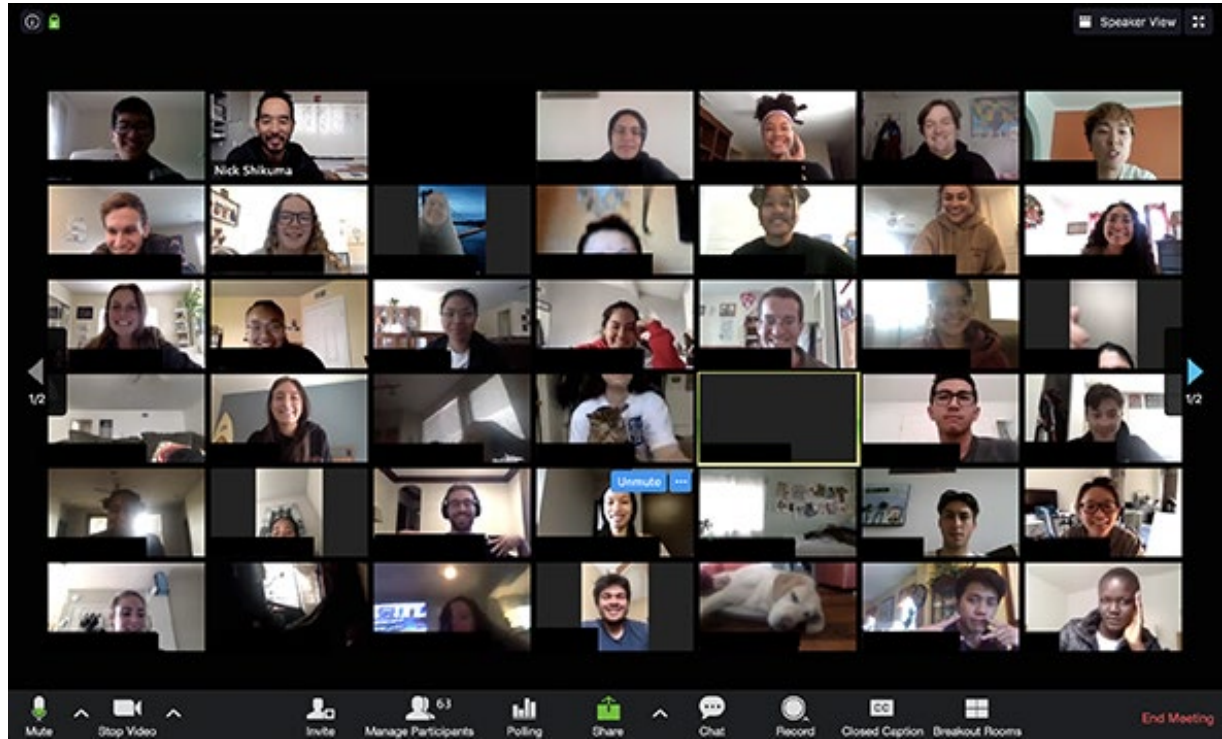 Speaker View
Nick Shikuma
1/2
1/2
Unmute
63
Mute
Stop Video
Invite
Manage Participants
Polling
Share
Chat
Record
CC
Closed Caption
Breakout Rooms
End Meeting